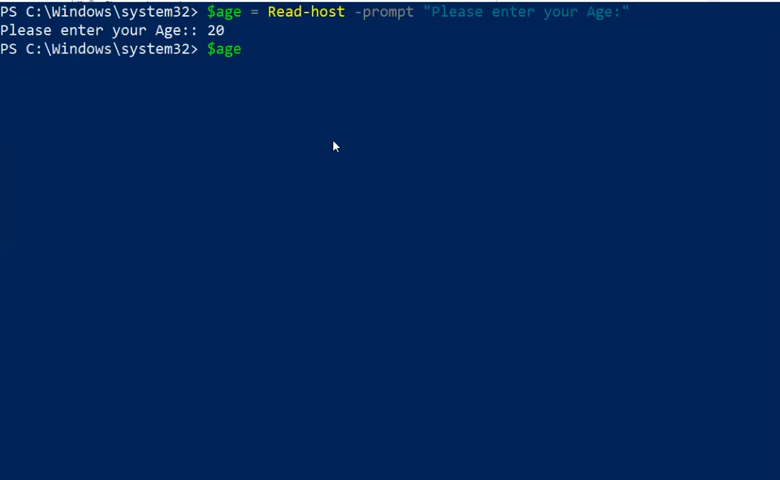 PS C:\Windows\system32> $age = Read-host -prompt "Please enter your Age:"
Please enter your Age:: 20
PS C:\Windows\system32> $age